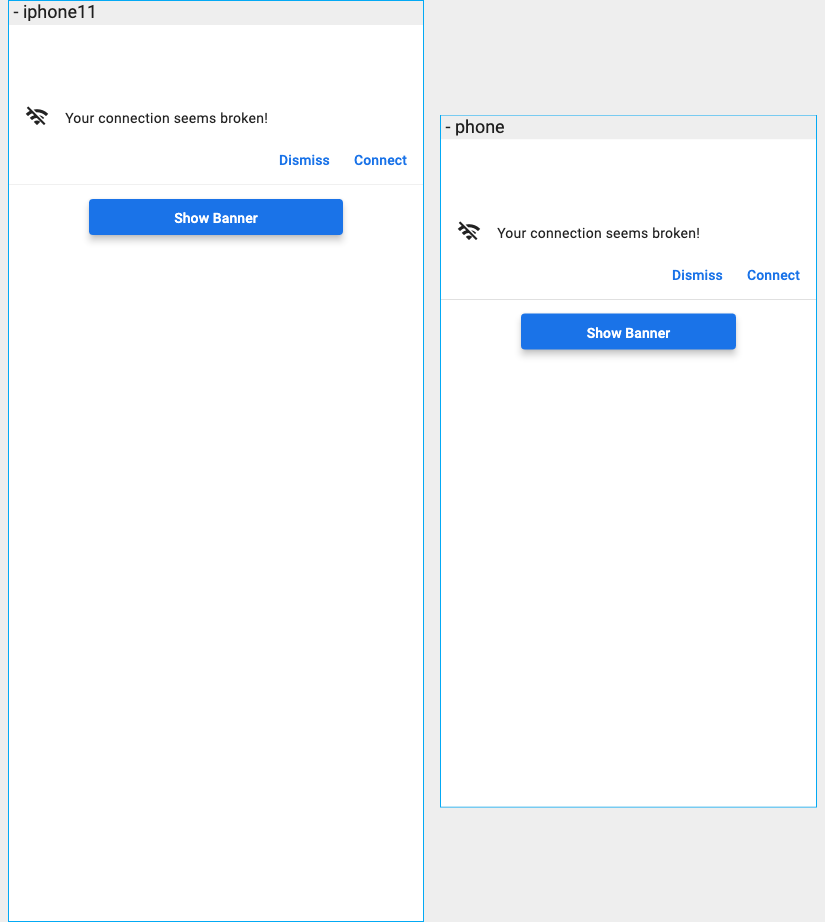 - iphone11
Your connection seems broken!
Dismiss Connect
Show Banner
- phone
Your connection seems broken!
Dismiss Connect
Show Banner